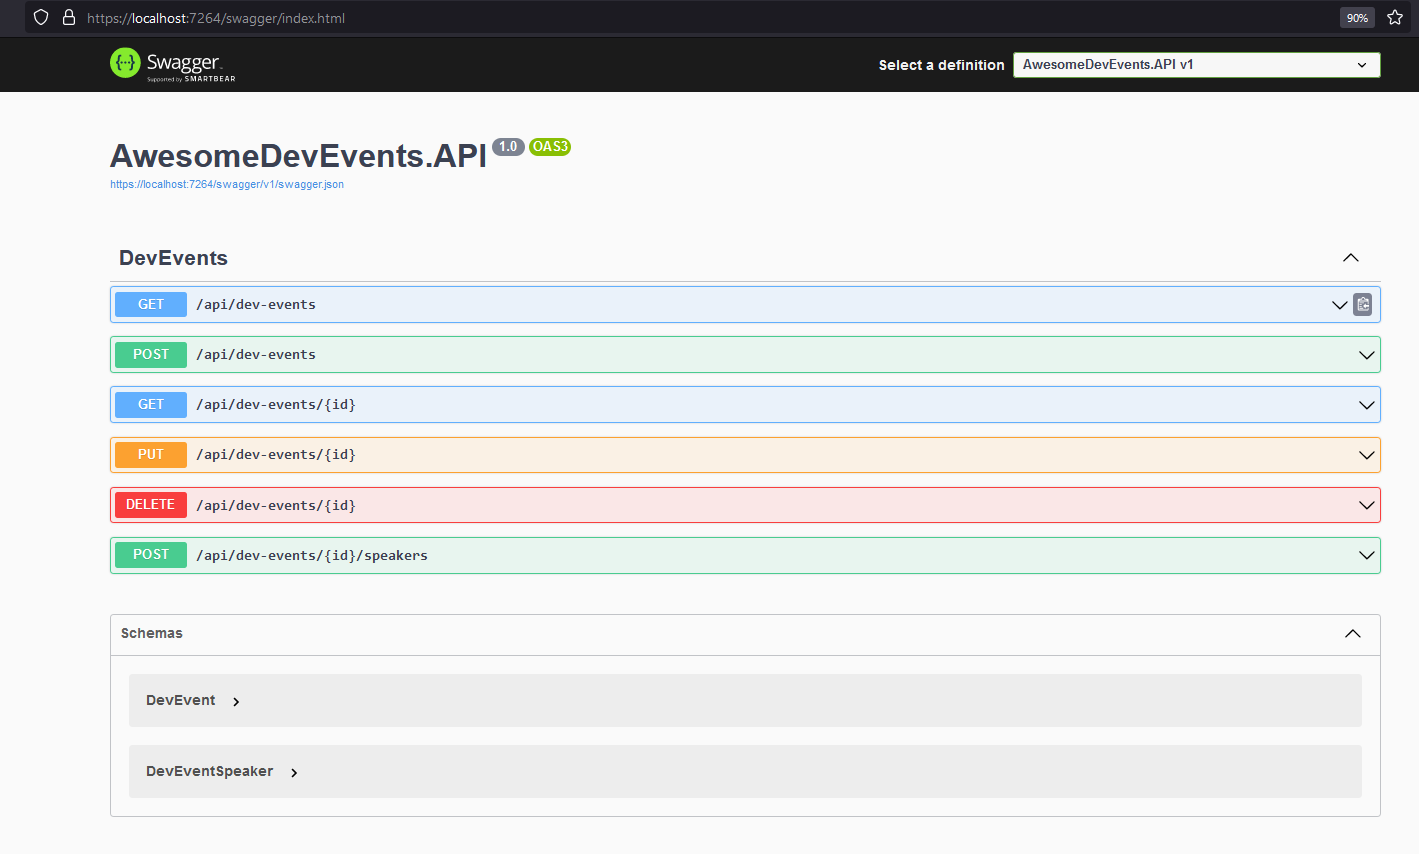 https://localhost:7264/swagger/index.html 90%
Swagger. Select a definition AwesomeDevEvents.API v1
Supported by SMARTBEAR
AwesomeDevEvents.API 1.0 OAS3
https://localhost:7264/swagger/v1/swagger.json
DevEvents
GET /api/dev-events
POST /api/dev-events
GET /api/dev-events/{id}
PUT /api/dev-events/{id}
DELETE /api/dev-events/{id}
POST /api/dev-events/{id}/speakers
Schemas
DevEvent
DevEventSpeaker